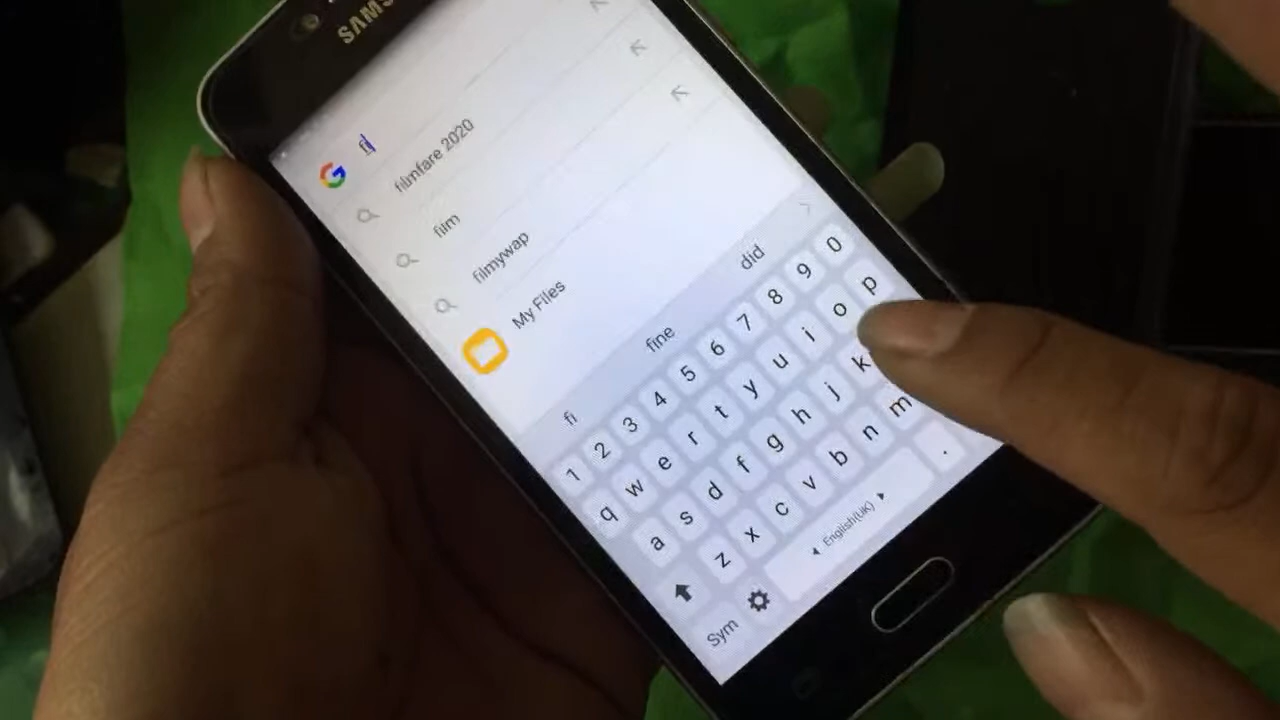 SAMS
fi
filmfare 2020
film
filmywap
My Files
fi fine did
1 2 3 4 5 6 7 8 9 0
q w e r t y u i o p
a s d f g h j k
z x c v b n m
Sym English(UK) .